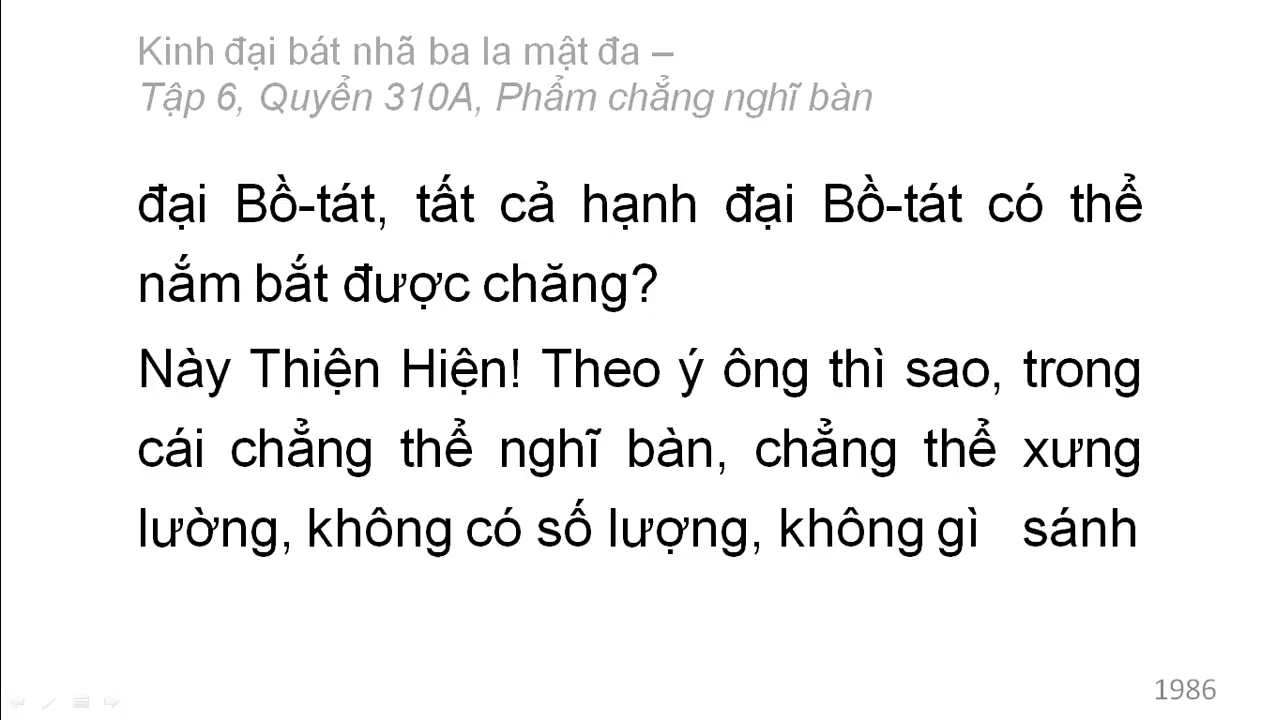 Kinh đại bát nhã ba la mật đa –
Tập 6, Quyển 310A, Phẩm chẳng nghĩ bàn
đại Bồ-tát, tất cả hạnh đại Bồ-tát có thể
nắm bắt được chăng?
Này Thiện Hiện! Theo ý ông thì sao, trong
cái chẳng thể nghĩ bàn, chẳng thể xưng
lường, không có số lượng, không gì sánh
1986